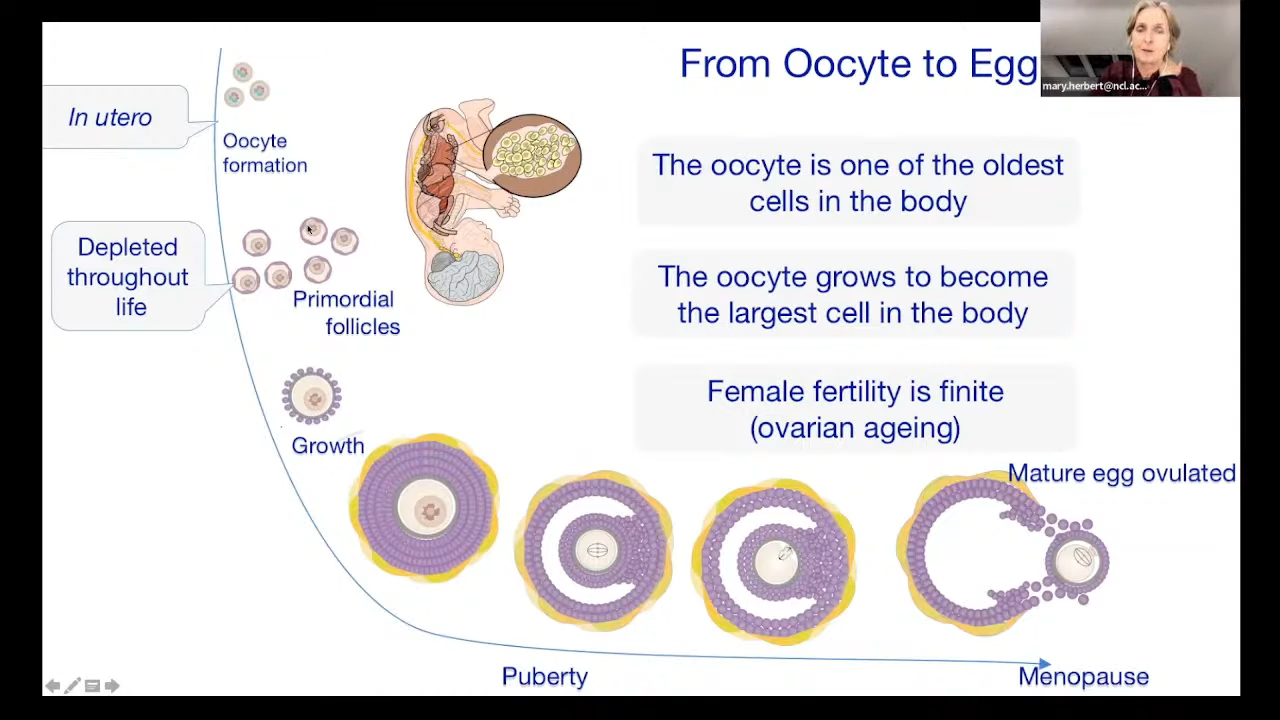 From Oocyte to Egg
mary.herbert@ncl.ac...
In utero
Oocyte
formation
The oocyte is one of the oldest
cells in the body
Depleted
throughout
life
Primordial
follicles
The oocyte grows to become
the largest cell in the body
Female fertility is finite
(ovarian ageing)
Growth
Mature egg ovulated
Puberty
Menopause